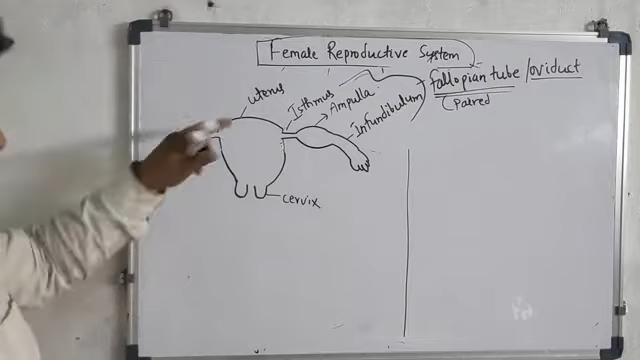 Female Reproductive System
uterus
Isthmus
Ampulla
Infundibulum
fallopian tube / oviduct
(Paired
cervix